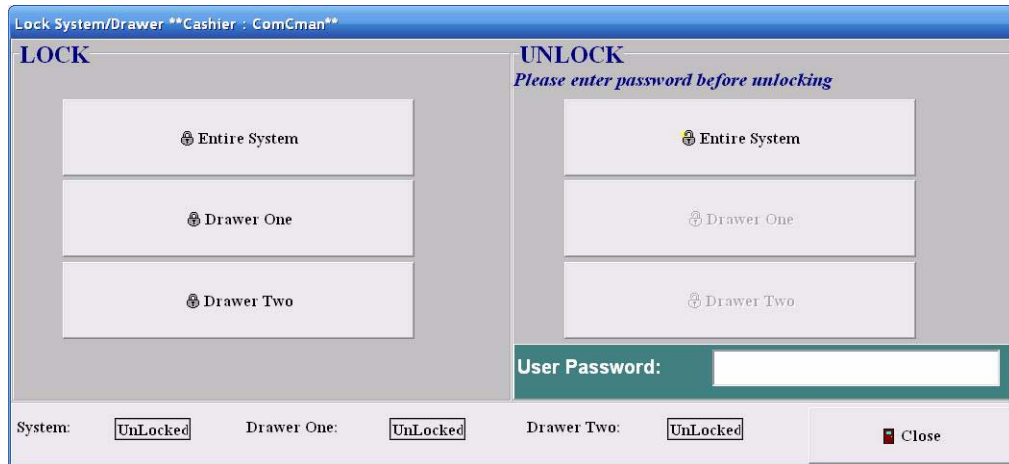 Lock System/Drawer **Cashier : ComCman**
LOCK
Entire System
Drawer One
Drawer Two
UNLOCK
Please enter password before unlocking
Entire System
Drawer One
Drawer Two
User Password:
System: UnLocked Drawer One: UnLocked Drawer Two: UnLocked Close